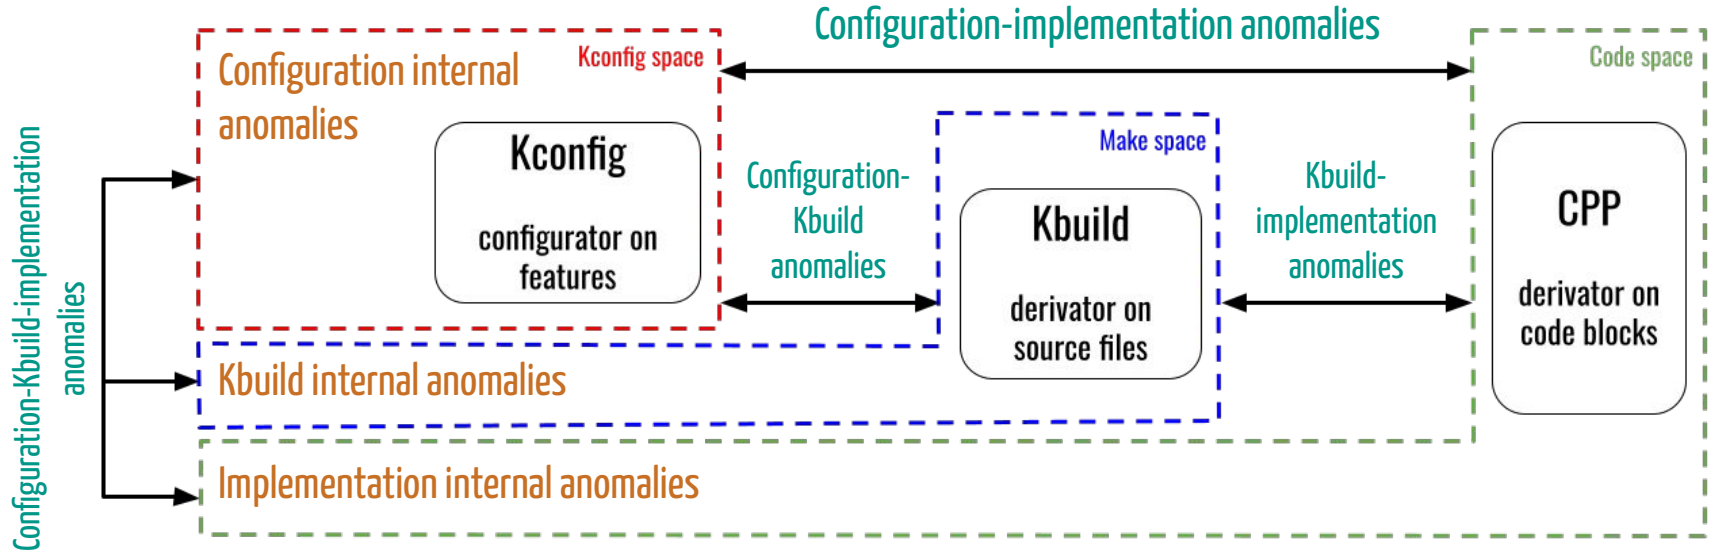 Configuration-implementation anomalies
Configuration internal
anomalies
Kconfig space
Code space
Kconfig
configurator on
features
Make space
Configuration-
Kbuild
anomalies
Kbuild
derivator on
source files
Kbuild-
implementation
anomalies
CPP
derivator on
code blocks
Configuration-Kbuild-implementation
anomalies
Kbuild internal anomalies
Implementation internal anomalies